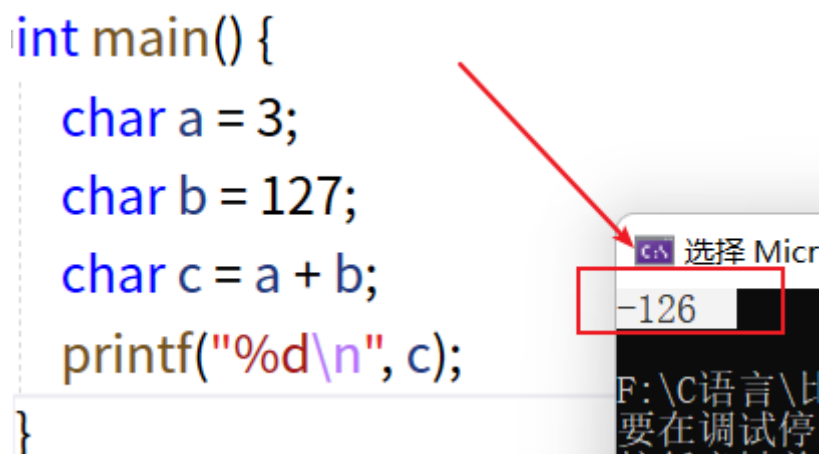 int main() {
char a = 3;
char b = 127;
char c = a + b;
printf("%d\n", c);
}
选择 Micr
-126
F:\C语言\
要在调试停